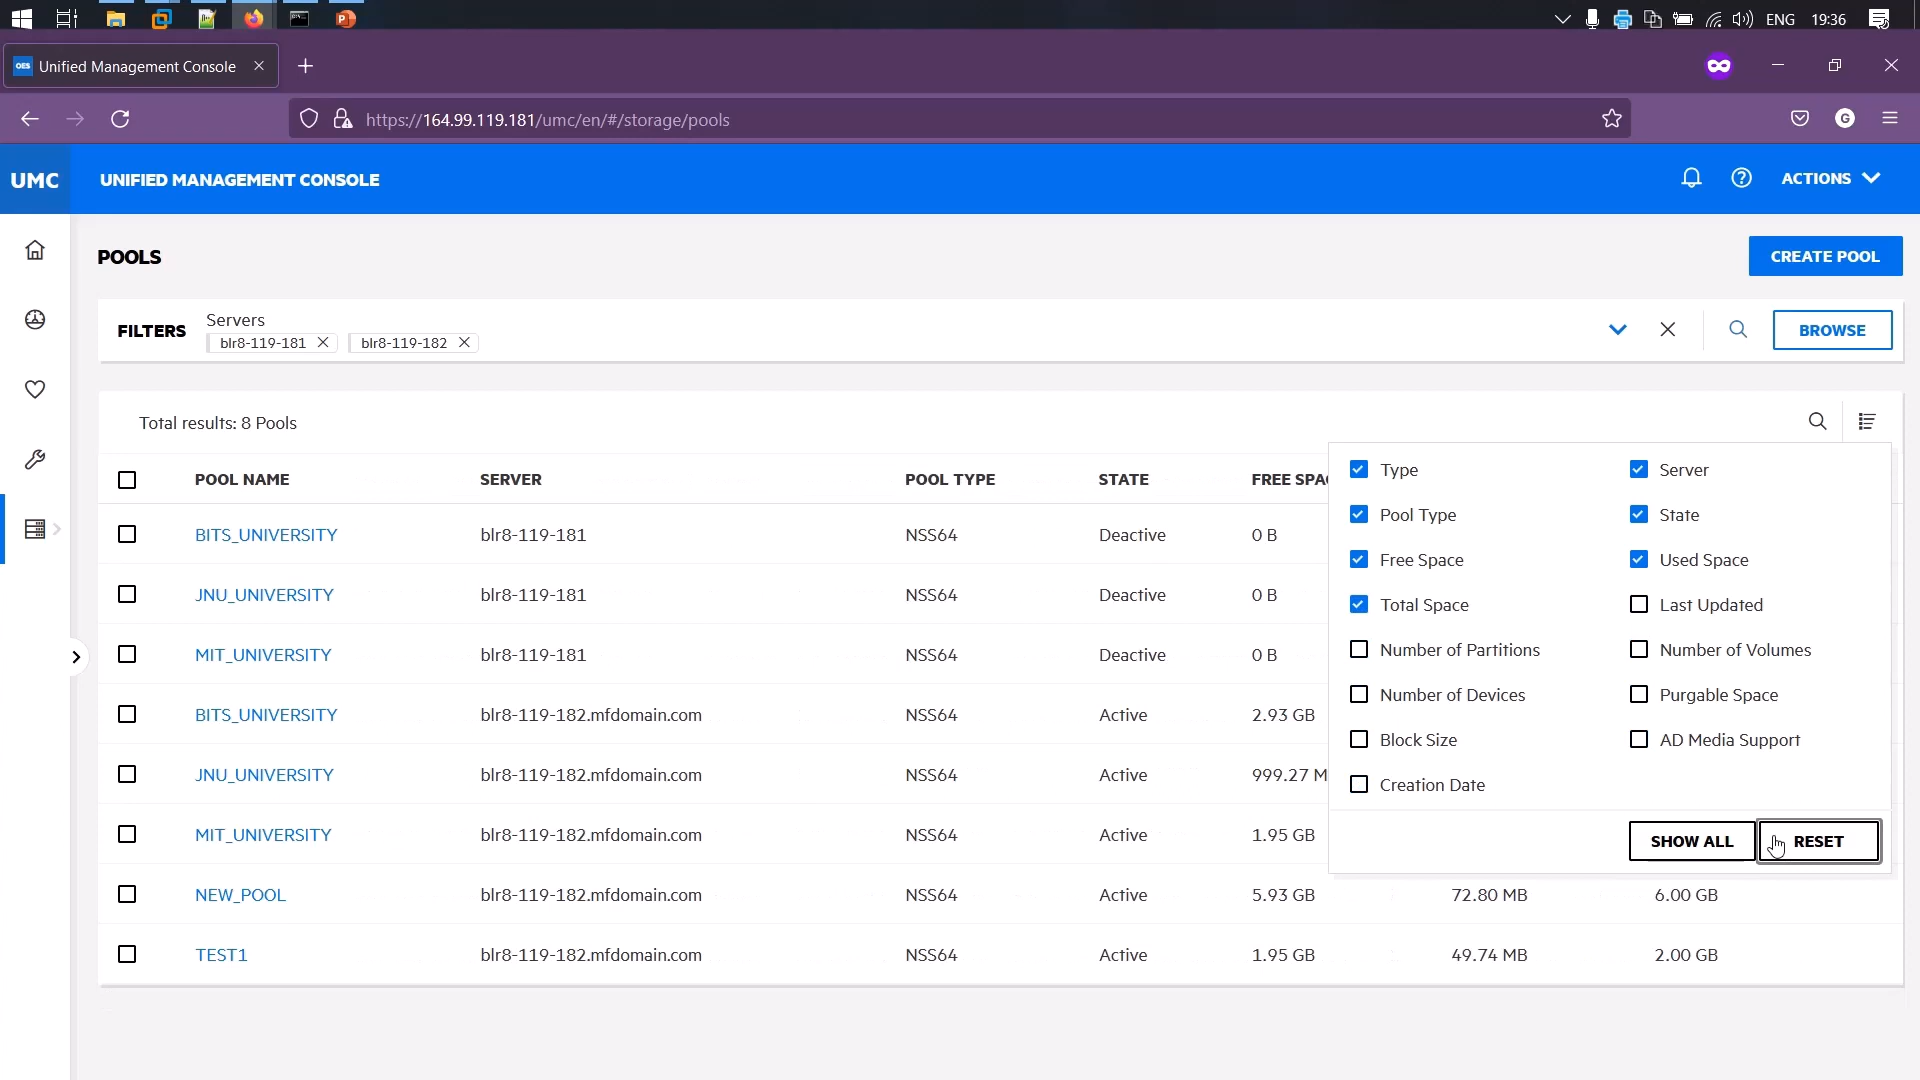 ENG 19:36
Unified Management Console
https://164.99.119.181/umc/en/#/storage/pools
UMC UNIFIED MANAGEMENT CONSOLE ACTIONS
POOLS CREATE POOL
FILTERS Servers
blr8-119-181 blr8-119-182 BROWSE
Total results: 8 Pools
POOL NAME SERVER POOL TYPE STATE FREE SPA
BITS_UNIVERSITY blr8-119-181 NSS64 Deactive 0 B
JNU_UNIVERSITY blr8-119-181 NSS64 Deactive 0 B
MIT_UNIVERSITY blr8-119-181 NSS64 Deactive 0 B
BITS_UNIVERSITY blr8-119-182.mfdomain.com NSS64 Active 2.93 GB
JNU_UNIVERSITY blr8-119-182.mfdomain.com NSS64 Active 999.27 M
MIT_UNIVERSITY blr8-119-182.mfdomain.com NSS64 Active 1.95 GB
NEW_POOL blr8-119-182.mfdomain.com NSS64 Active 5.93 GB 72.80 MB 6.00 GB
TEST1 blr8-119-182.mfdomain.com NSS64 Active 1.95 GB 49.74 MB 2.00 GB
Type Server
Pool Type State
Free Space Used Space
Total Space Last Updated
Number of Partitions Number of Volumes
Number of Devices Purgable Space
Block Size AD Media Support
Creation Date
SHOW ALL RESET
OES
G